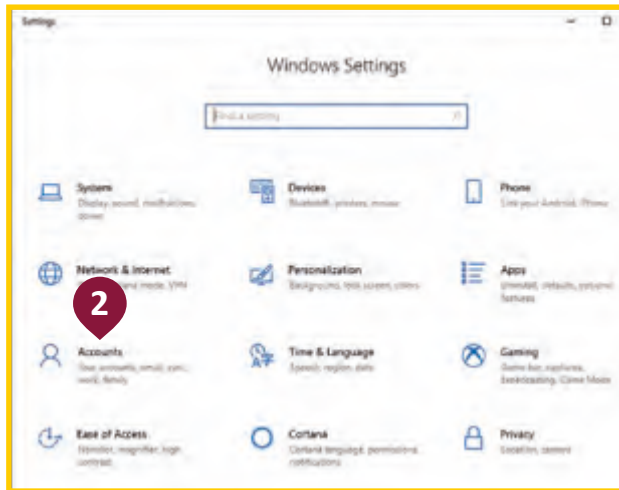 Settings
Windows Settings
Find a setting
System
Display, sound, notifications,
power
Devices
Bluetooth, printers, mouse
Phone
Link your Android, iPhone
Network & Internet
mode, VPN
Personalization
Background, lock screen, colors
Apps
Uninstall, defaults, optional
features
2
Accounts
Your accounts, email, sync,
work, family
Time & Language
Speech, region, date
Gaming
Game bar, captures,
broadcasting, Game Mode
Ease of Access
Narrator, magnifier, high
contrast
Cortana
Cortana language, permissions,
notifications
Privacy
Location, camera